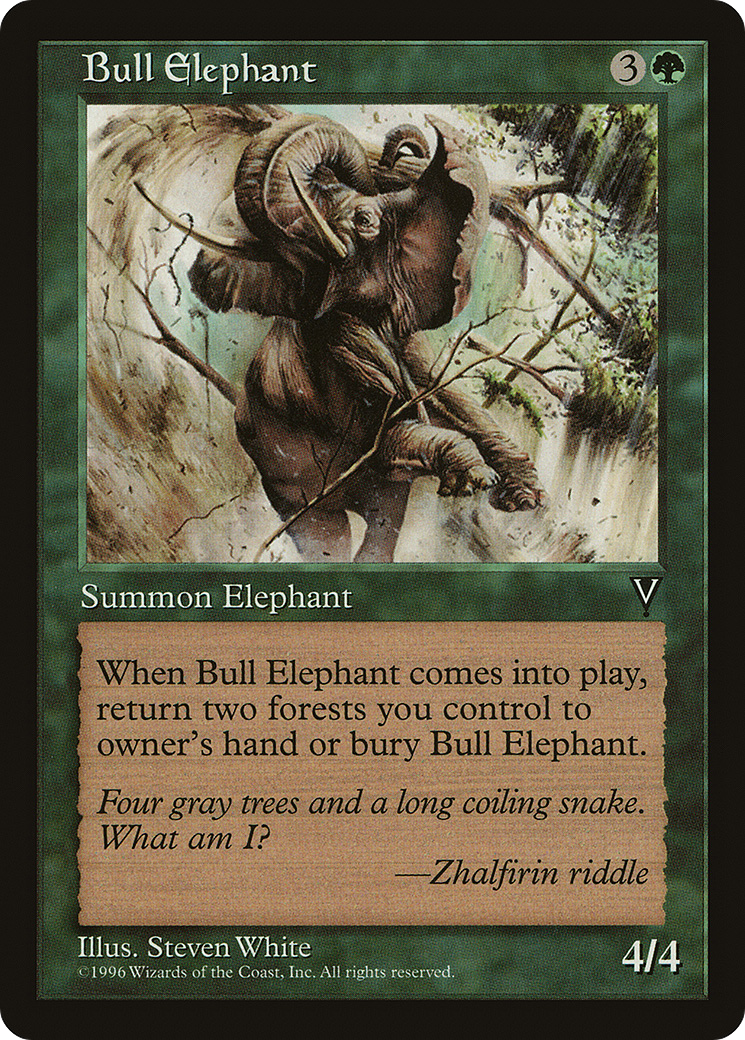 Bull Elephant 3
Summon Elephant V
When Bull Elephant comes into play,
return two forests you control to
owner's hand or bury Bull Elephant.
Four gray trees and a long coiling snake.
What am I?
—Zhalfirin riddle
Illus. Steven White
©1996 Wizards of the Coast, Inc. All rights reserved.
4/4